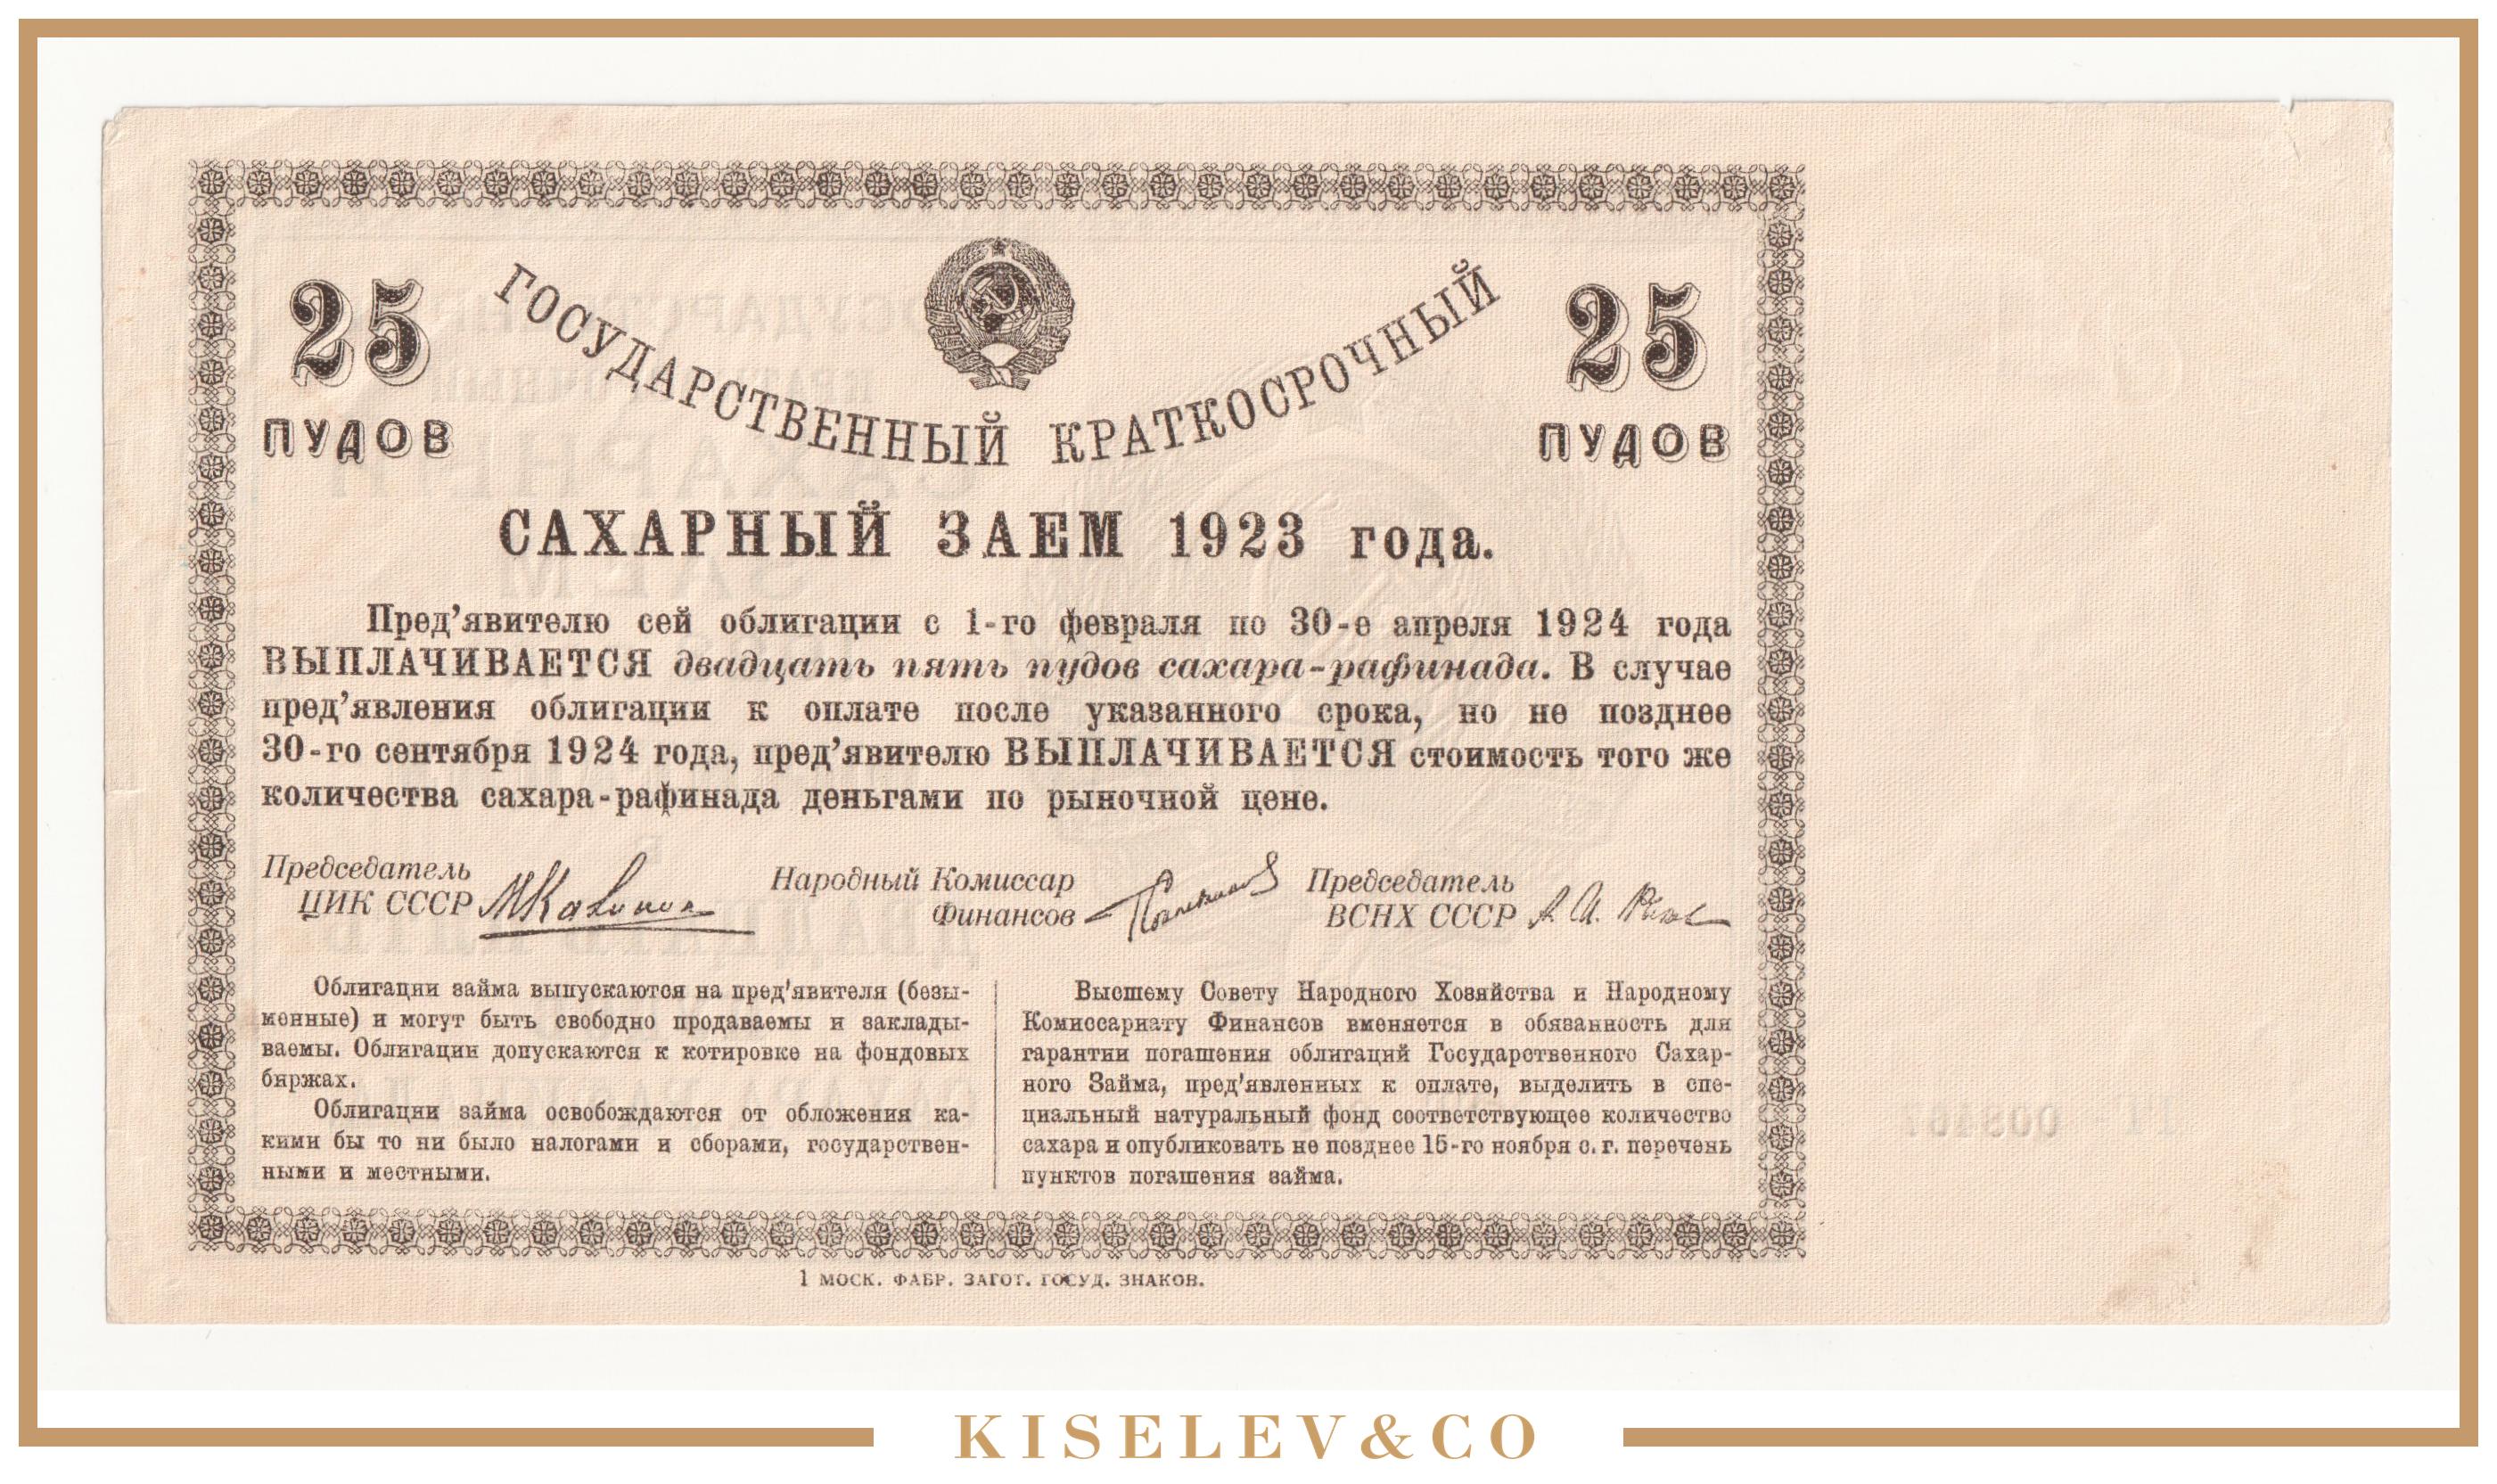 25
ПУДОВ
ГОСУДАРСТВЕННЫЙ КРАТКОСРОЧНЫЙ
25
ПУДОВ
САХАРНЫЙ ЗАЕМ 1923 года.
Пред’явителю сей облигации с 1-го февраля по 30-е апреля 1924 года
ВЫПЛАЧИВАЕТСЯ двадцать пять пудов сахара-рафинада. В случае
пред’явления облигации к оплате после указанного срока, но не позднее
30-го сентября 1924 года, пред’явителю ВЫПЛАЧИВАЕТСЯ стоимость того же
количества сахара-рафинада деньгами по рыночной цене.
Председатель
ЦИК СССР
Народный Комиссар
Финансов
Председатель
ВСНХ СССР
Облигации займа выпускаются на пред’явителя (безы-
менные) и могут быть свободно продаваемы и заклады-
ваемы. Облигации допускаются к котировке на фондовых
биржах.
Облигации займа освобождаются от обложения ка-
кими бы то ни было налогами и сборами, государствен-
ными и местными.
Высшему Совету Народного Хозяйства и Народному
Комиссариату Финансов вменяется в обязанность для
гарантии погашения облигаций Государственного Сахар-
ного Займа, пред’явленных к оплате, выделить в спе-
циальный натуральный фонд соответствующее количество
сахара и опубликовать не позднее 15-го ноября с. г. перечень
пунктов погашения займа.
1 МОСК. ФАБР. ЗАГОТ. ГОСУД. ЗНАКОВ.
KISELEV&CO